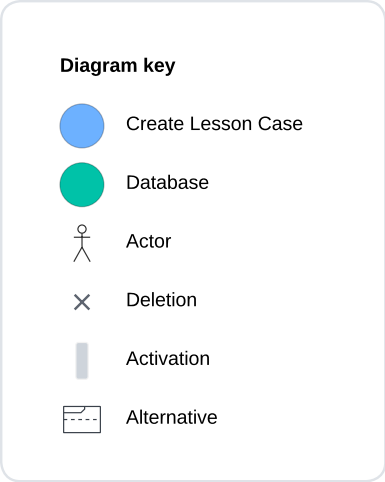 Diagram key
Create Lesson Case
Database
Actor
Deletion
Activation
Alternative